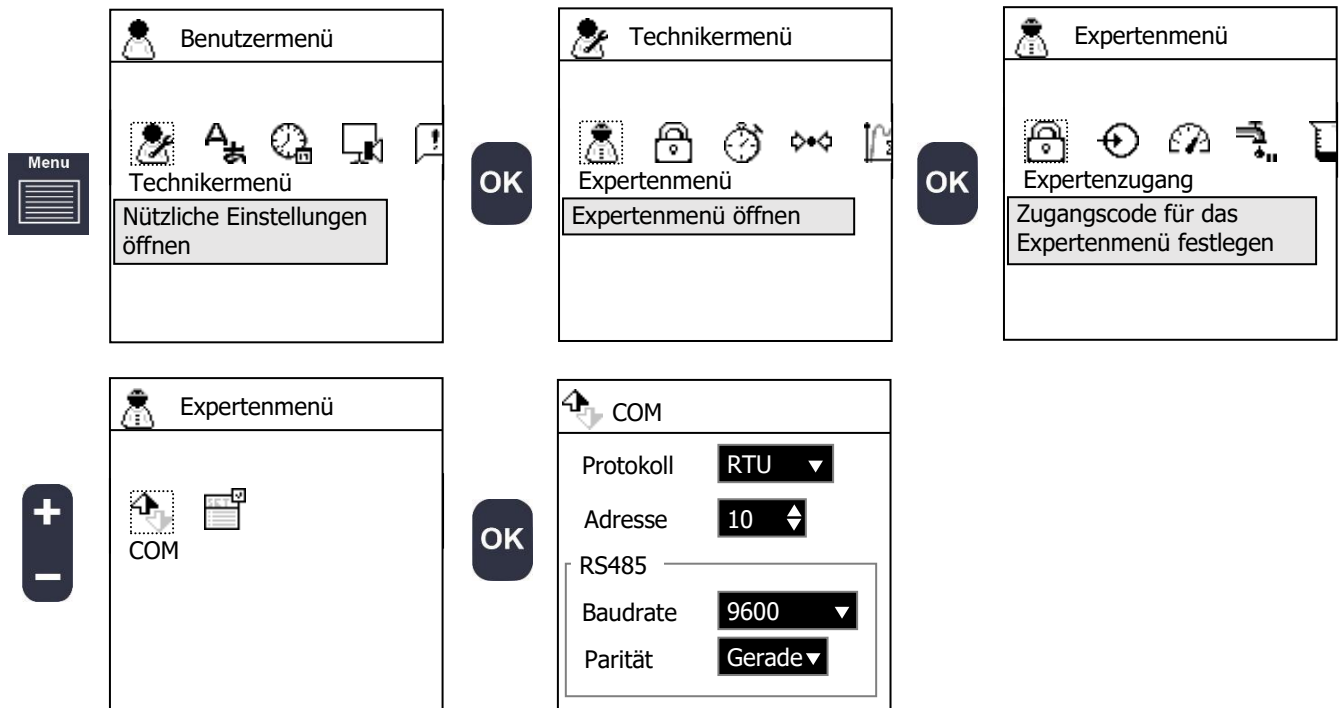 Benutzermenü
Technikermenü
Nützliche Einstellungen
öffnen
Menu
OK
Technikermenü
Expertenmenü
Expertenmenü öffnen
OK
Expertenmenü
Expertenzugang
Zugangscode für das
Expertenmenü festlegen
+
–
Expertenmenü
COM
OK
COM
Protokoll RTU
Adresse 10
RS485
Baudrate 9600
Parität Gerade